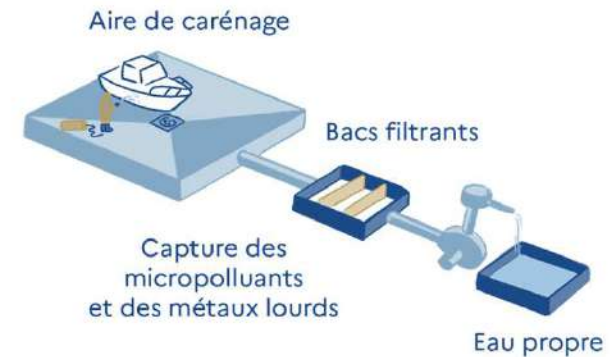 Aire de carénage
Bacs filtrants
Capture des
micropolluants
et des métaux lourds
Eau propre